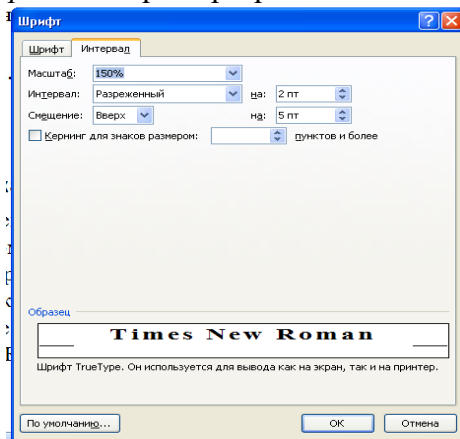 Шрифт
Шрифт Интервал
Масштаб: 150%
Интервал: Разреженный на: 2 пт
Смещение: Вверх на: 5 пт
Кернинг для знаков размером: пунктов и более
Образец
Times New Roman
Шрифт TrueType. Он используется для вывода как на экран, так и на принтер.
По умолчанию... ОК Отмена